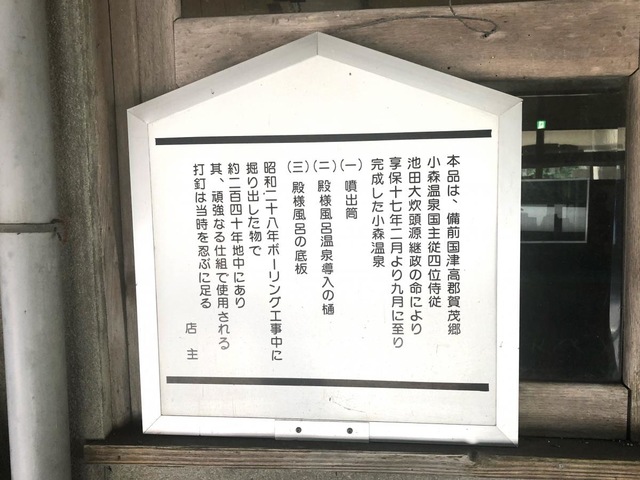 本品は、備前国津高郡賀茂郷
小森温泉国主従四位侍従
池田大炊頭源継政の命により
享保十七年二月より九月に至り
完成した小森温泉
(一) 噴出筒
(二) 殿様風呂温泉導入の樋
(三) 殿様風呂の底板
昭和二十八年ボーリング工事中に
掘り出した物で
約二百四十年地中にあり
其、頑強なる仕組で使用される
打釘は当時を忍ぶに足る
店主